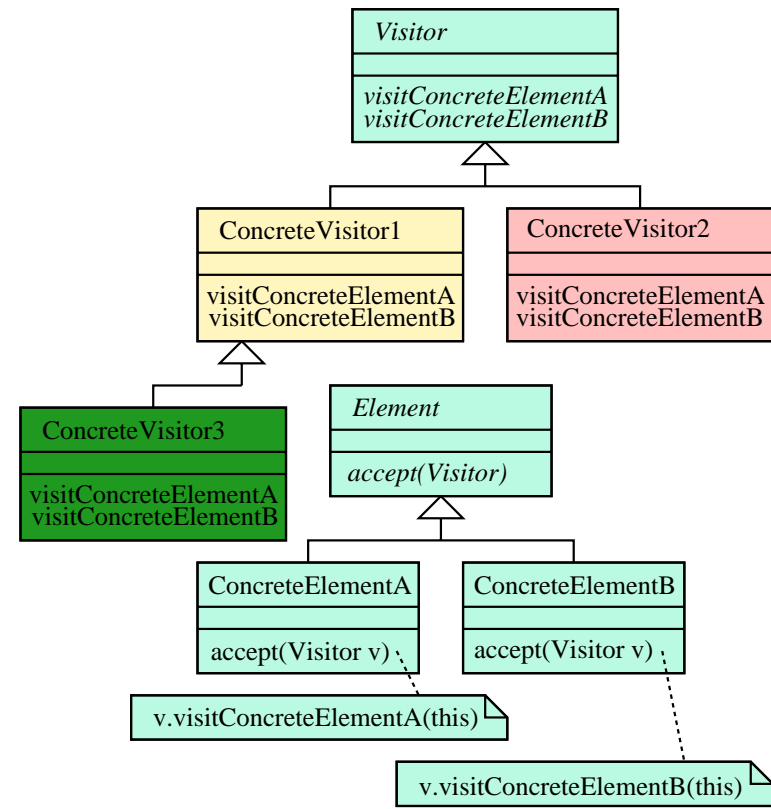 Visitor
visitConcreteElementA
visitConcreteElementB
ConcreteVisitor1
visitConcreteElementA
visitConcreteElementB
ConcreteVisitor2
visitConcreteElementA
visitConcreteElementB
ConcreteVisitor3
visitConcreteElementA
visitConcreteElementB
Element
accept(Visitor)
ConcreteElementA
accept(Visitor v)
ConcreteElementB
accept(Visitor v)
v.visitConcreteElementA(this)
v.visitConcreteElementB(this)